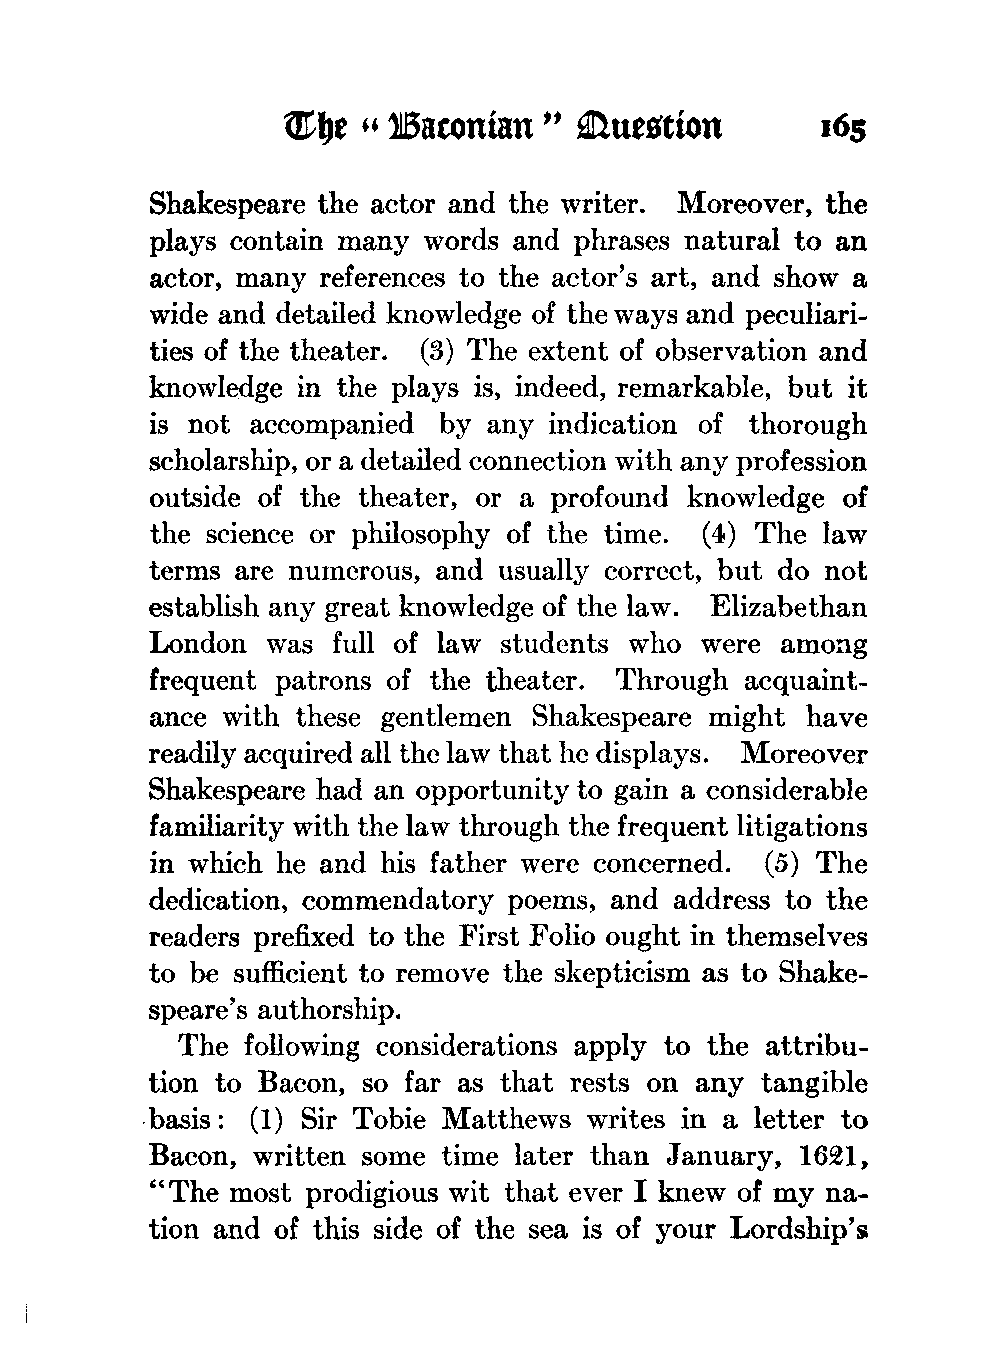 The "Baconian" Question 165
Shakespeare the actor and the writer. Moreover, the
plays contain many words and phrases natural to an
actor, many references to the actor's art, and show a
wide and detailed knowledge of the ways and peculiari-
ties of the theater. (3) The extent of observation and
knowledge in the plays is, indeed, remarkable, but it
is not accompanied by any indication of thorough
scholarship, or a detailed connection with any profession
outside of the theater, or a profound knowledge of
the science or philosophy of the time. (4) The law
terms are numerous, and usually correct, but do not
establish any great knowledge of the law. Elizabethan
London was full of law students who were among
frequent patrons of the theater. Through acquaint-
ance with these gentlemen Shakespeare might have
readily acquired all the law that he displays. Moreover
Shakespeare had an opportunity to gain a considerable
familiarity with the law through the frequent litigations
in which he and his father were concerned. (5) The
dedication, commendatory poems, and address to the
readers prefixed to the First Folio ought in themselves
to be sufficient to remove the skepticism as to Shake-
speare's authorship.
The following considerations apply to the attribu-
tion to Bacon, so far as that rests on any tangible
basis: (1) Sir Tobie Matthews writes in a letter to
Bacon, written some time later than January, 1621,
"The most prodigious wit that ever I knew of my na-
tion and of this side of the sea is of your Lordship's